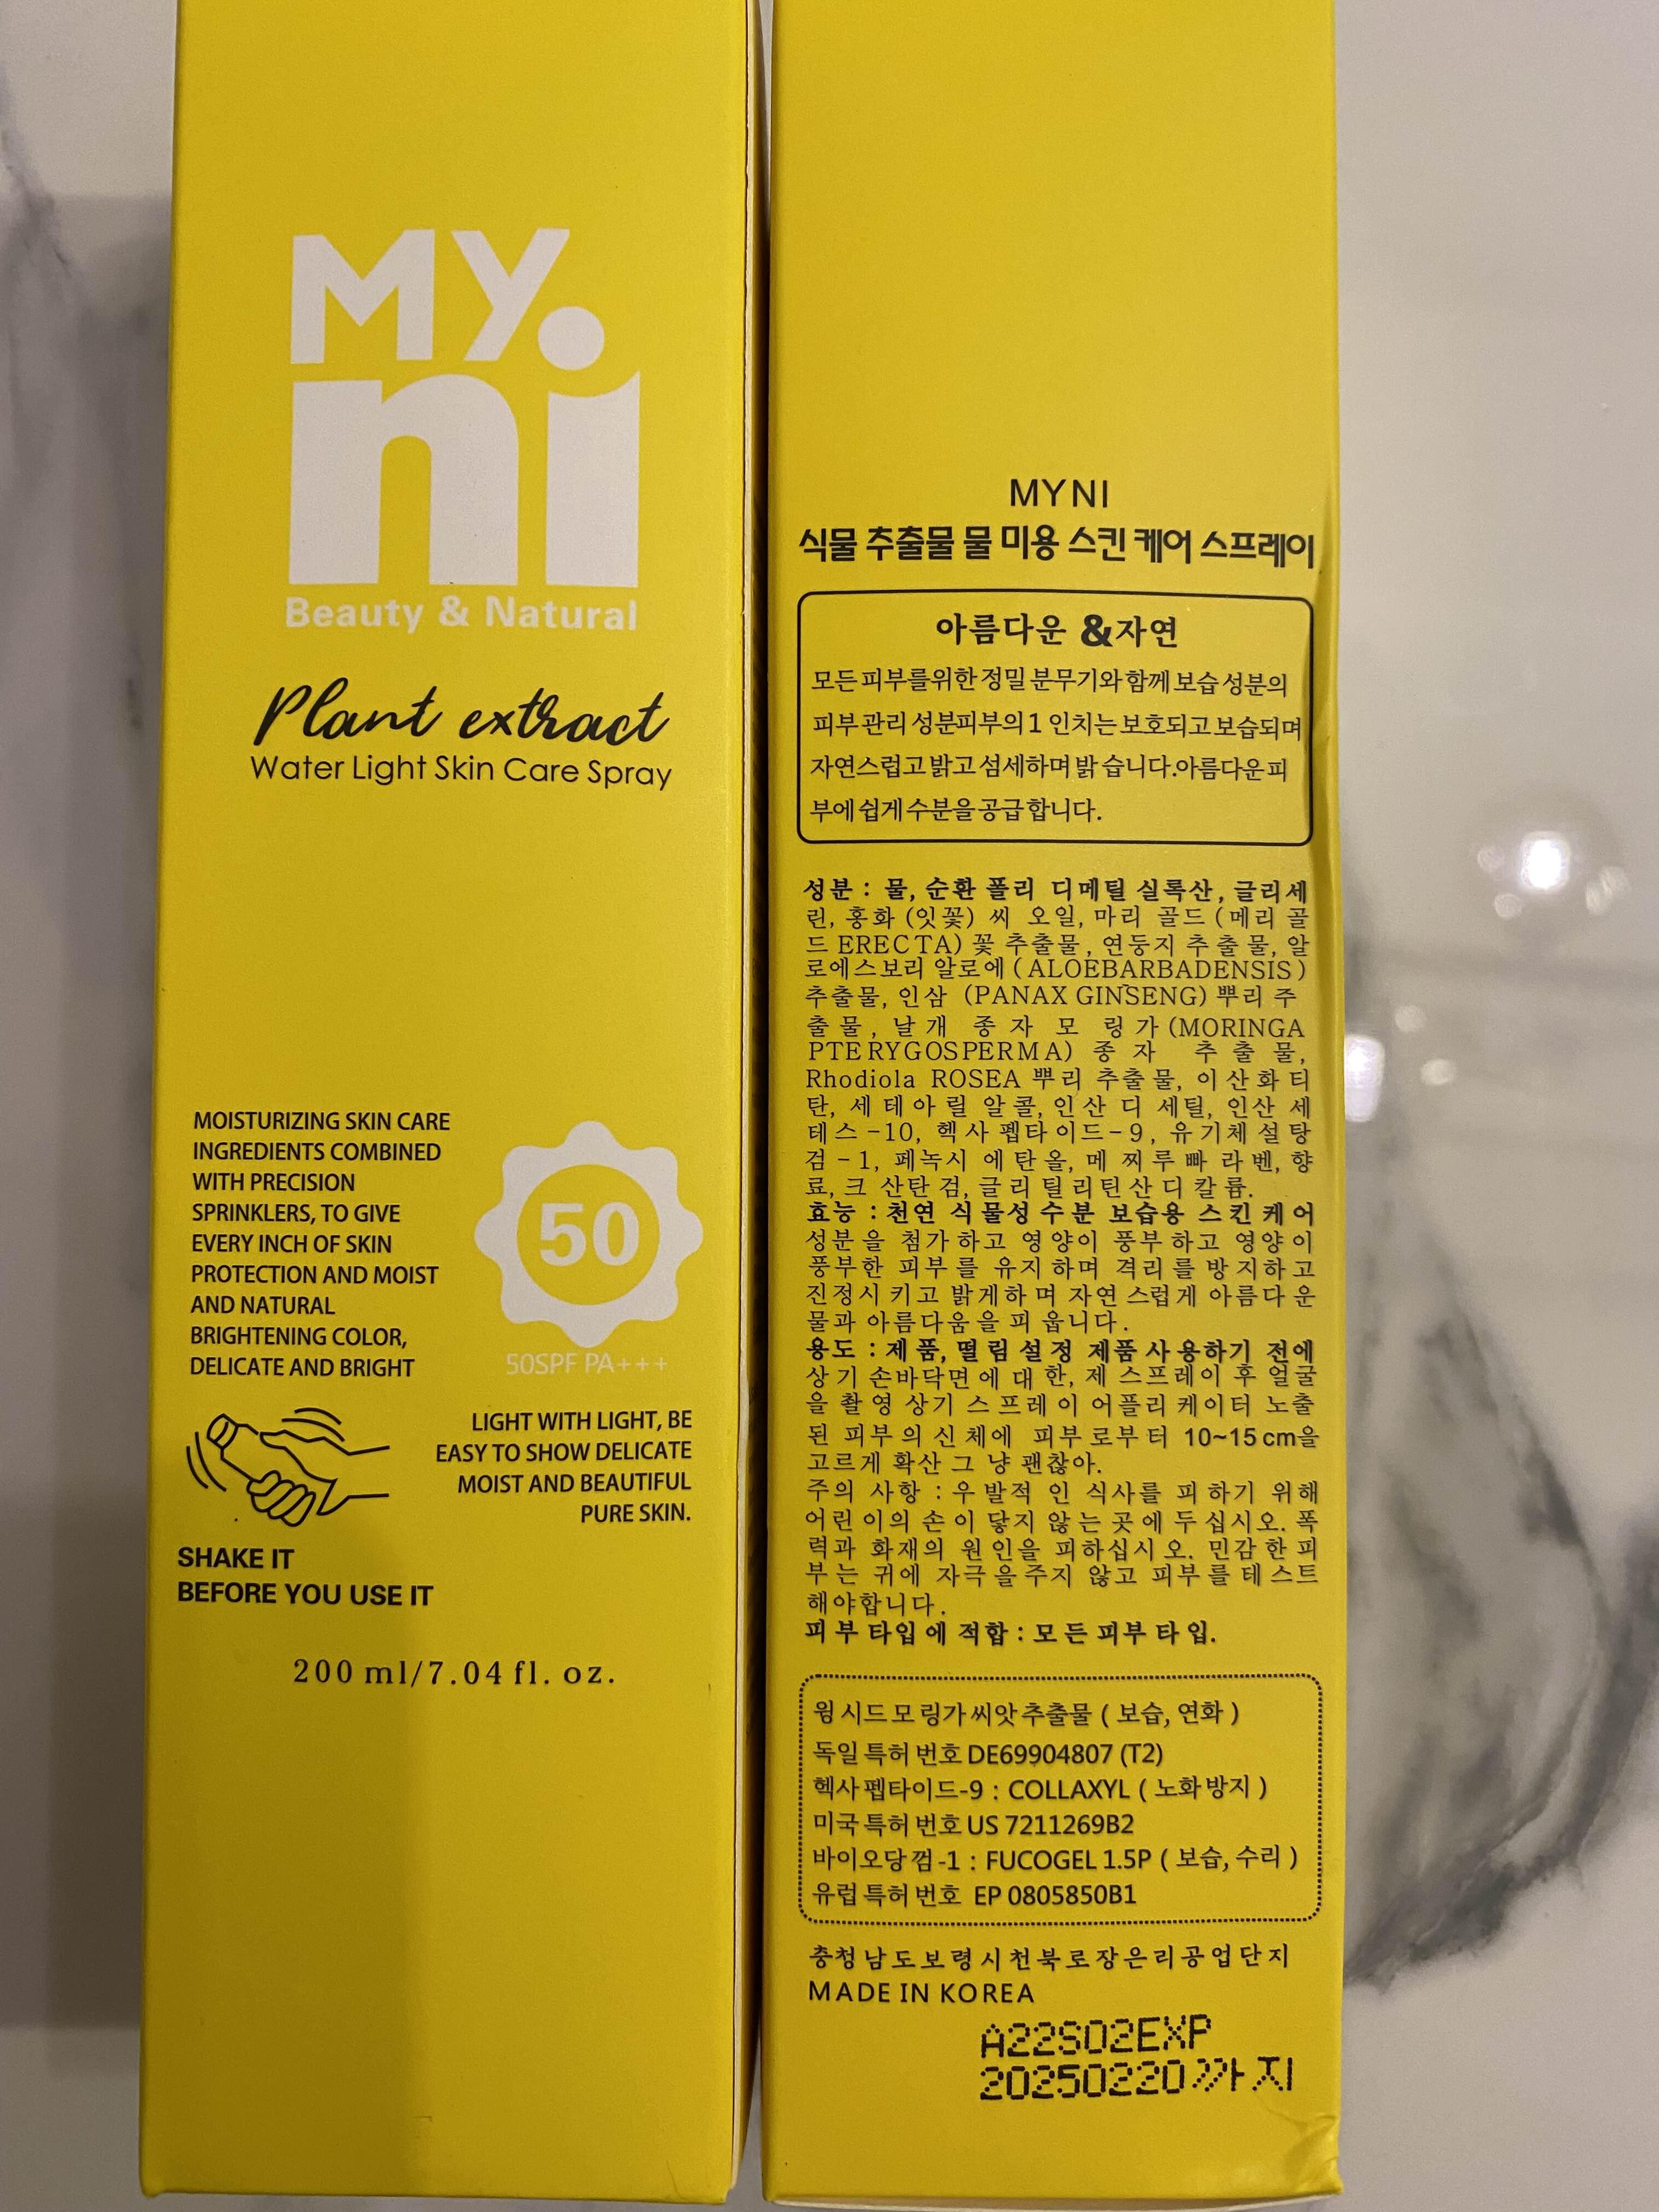 MY.
ni
Beauty & Natural
Plant extract
Water Light Skin Care Spray
MOISTURIZING SKIN CARE
INGREDIENTS COMBINED
WITH PRECISION
SPRINKLERS, TO GIVE
EVERY INCH OF SKIN
PROTECTION AND MOIST
AND NATURAL
BRIGHTENING COLOR,
DELICATE AND BRIGHT
50
50SPF PA+++
LIGHT WITH LIGHT, BE
EASY TO SHOW DELICATE
MOIST AND BEAUTIFUL
PURE SKIN.
SHAKE IT
BEFORE YOU USE IT
200 ml/7.04 fl. oz.
MYNI
식물 추출물 물 미용 스킨 케어 스프레이
아름다운 &자연
모든 피부를위한 정밀 분무기와 함께 보습 성분의
피부 관리 성분피부의 1 인치는 보호되고 보습되며
자연스럽고 밝고 섬세하며 밝 습니다.아름다운 피
부에 쉽게 수분을 공급 합니다.
성분 : 물, 순환 폴리 디메틸 실록산, 글리세
린, 홍화 (잇꽃) 씨 오일, 마리 골드 (메리 골
드 ERECTA) 꽃 추출물, 연둥지 추출물, 알
로에스보리 알로에 (ALOEBARBADENSIS)
추출물, 인삼 (PANAX GINSENG) 뿌리 주
출물, 날개 종자 모 링가 (MORINGA
PTERYGOSPERMA) 종자 추출물,
Rhodiola ROSEA 뿌리 추출물, 이산화티
탄, 세테아릴 알콜, 인산 디 세틸, 인산 세
테스 -10, 헥사 펩타이드-9, 유기체 설탕
검 -1, 페녹시 에탄올, 메 찌루빠 라벤, 향
료, 크 산탄 검, 글리 틸리틴산 디 칼륨.
효능 : 천연 식물성 수분 보습용 스킨 케어
성분을 첨가하고 영양이 풍부하고 영양이
풍부한 피부를 유지하며 격리를 방지하고
진정시키고 밝게하며 자연스럽게 아름다운
물과 아름다움을 피 웁니다.
용도 : 제품, 떨림 설정 제품 사용하기 전에
상기 손바닥면에 대한, 제 스프레이 후 얼굴
을 촬영 상기 스프레이 어플리케이터 노출
된 피부의 신체에 피부로부터 10~15 cm을
고르게 확산 그 냥 괜찮아.
주의 사항 : 우발적 인 식사를 피하기 위해
어린 이의 손이 닿지 않는 곳에 두십시오. 폭
력과 화재의 원인을 피하십시오. 민감한 피
부는 귀에 자극을주지 않고 피부를 테스트
해야합니다.
피부 타입에 적합 : 모든 피부 타입.
윙 시드 모 링가 씨앗 추출물 ( 보습, 연화 )
독일 특허 번호 DE69904807 (T2)
헥사 펩타이드-9 : COLLAXYL ( 노화 방지 )
미국 특허 번호 US 7211269B2
바이오당 껌 -1 : FUCOGEL 1.5P ( 보습, 수리 )
유럽 특허 번호 EP 0805850B1
충청남도보령시천북로장은리공업단지
MADE IN KOREA
A22S02EXP
20250220까지